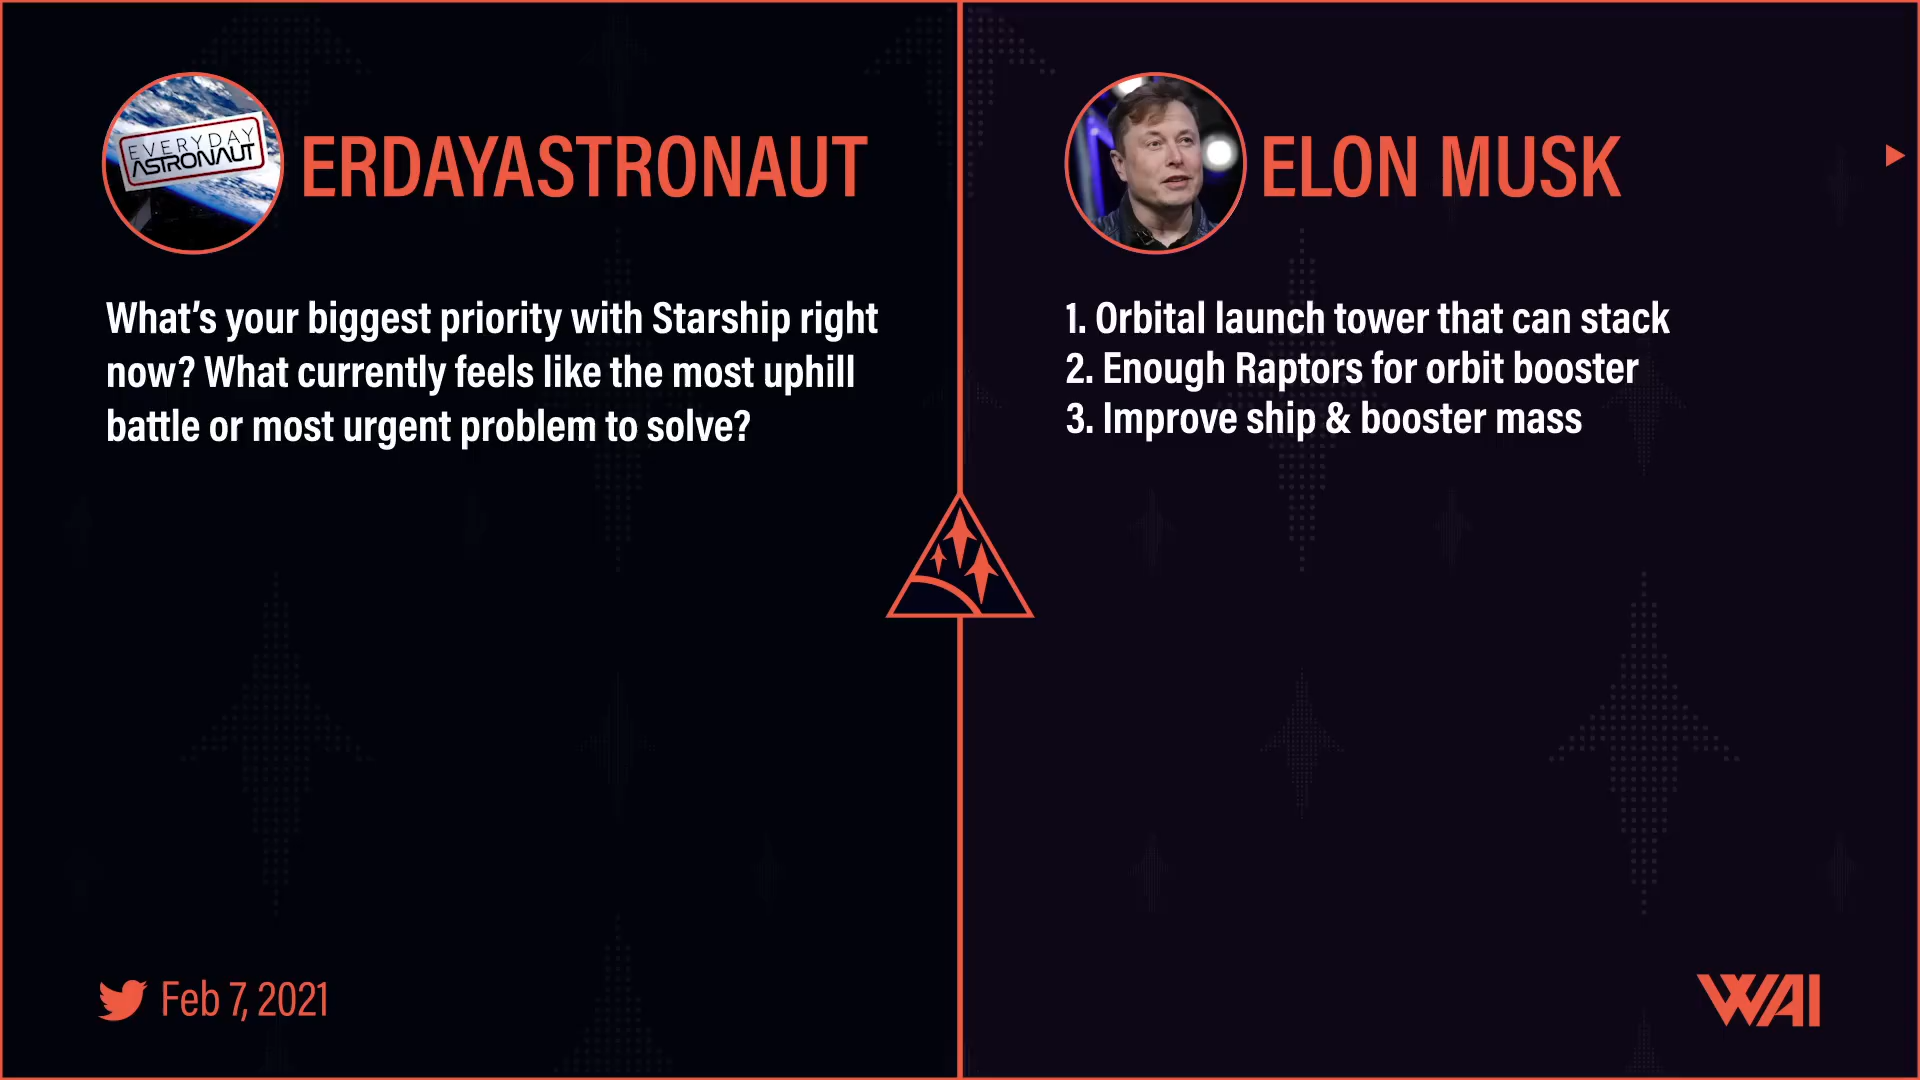 EVERYDAY
ASTRONAUT
ERDAYASTRONAUT
What's your biggest priority with Starship right
now? What currently feels like the most uphill
battle or most urgent problem to solve?
ELON MUSK
1. Orbital launch tower that can stack
2. Enough Raptors for orbit booster
3. Improve ship & booster mass
Feb 7, 2021
WAI